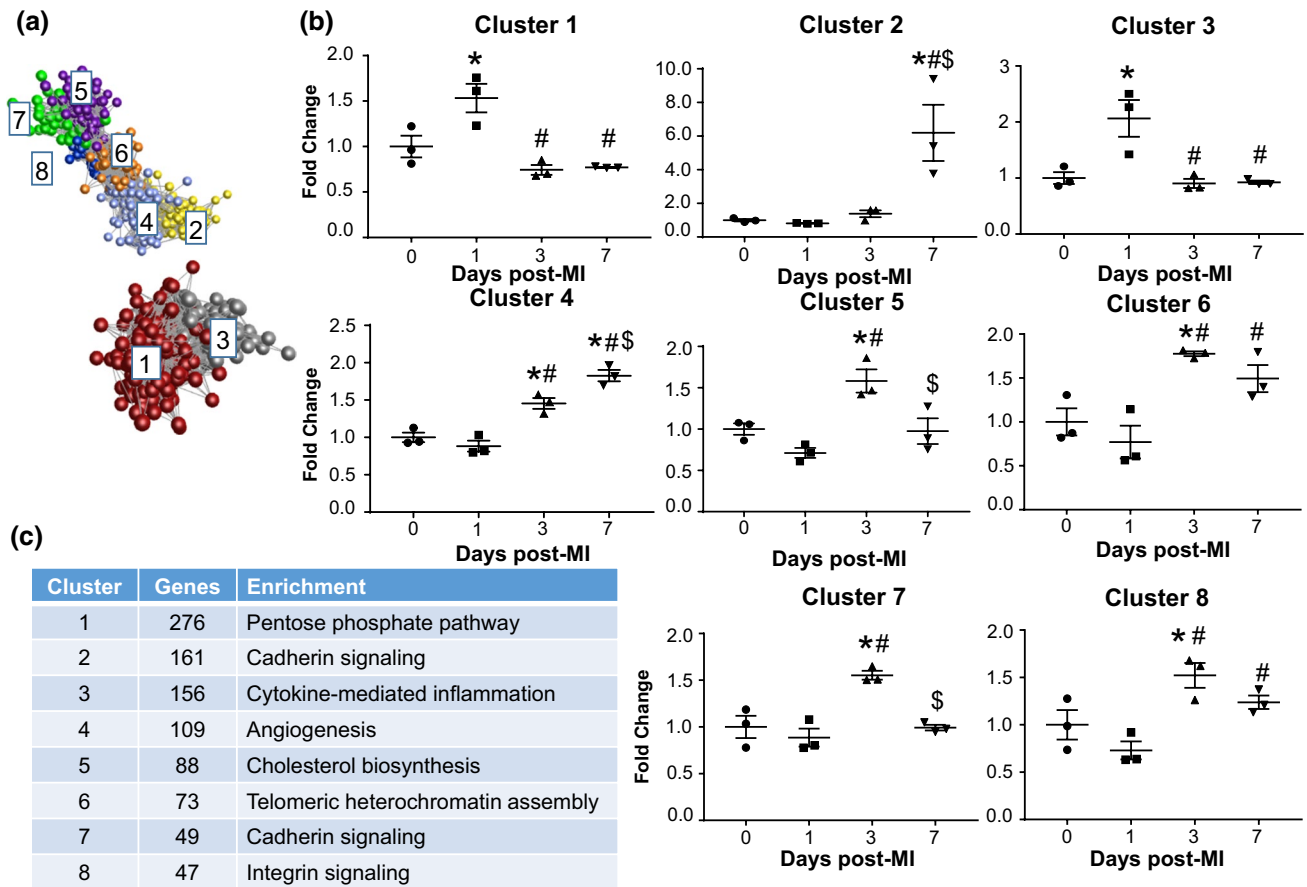 (a)
5
7
6
8
4
2
3
1
(b)
Cluster 1
Fold Change
2.0
1.5
1.0
0.5
0.0
*
#
#
0 1 3 7
Days post-MI
Cluster 2
10.0
8.0
6.0
4.0
2.0
0.0
*#$
0 1 3 7
Days post-MI
Cluster 3
3
2
1
0
*
#
#
0 1 3 7
Days post-MI
Cluster 4
Fold Change
2.5
2.0
1.5
1.0
0.5
0.0
*#
*#$
0 1 3 7
Days post-MI
Cluster 5
2.0
1.5
1.0
0.5
0.0
*#
$
0 1 3 7
Days post-MI
Cluster 6
2.0
1.5
1.0
0.5
0.0
*#
#
0 1 3 7
Days post-MI
Cluster 7
Fold Change
2.0
1.5
1.0
0.5
0.0
*#
$
0 1 3 7
Days post-MI
Cluster 8
2.0
1.5
1.0
0.5
0.0
*#
#
0 1 3 7
Days post-MI
(c)
Cluster Genes Enrichment
1 276 Pentose phosphate pathway
2 161 Cadherin signaling
3 156 Cytokine-mediated inflammation
4 109 Angiogenesis
5 88 Cholesterol biosynthesis
6 73 Telomeric heterochromatin assembly
7 49 Cadherin signaling
8 47 Integrin signaling